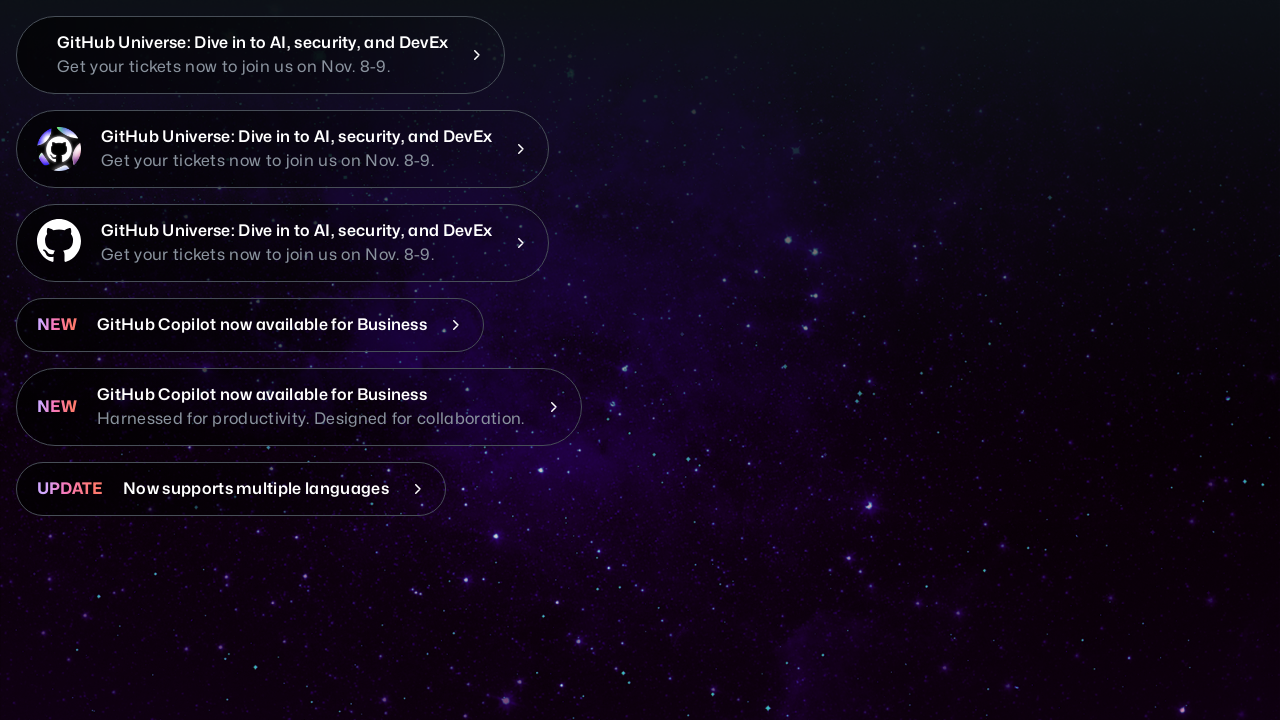 GitHub Universe: Dive in to AI, security, and DevEx
Get your tickets now to join us on Nov. 8-9.
GitHub Universe: Dive in to AI, security, and DevEx
Get your tickets now to join us on Nov. 8-9.
GitHub Universe: Dive in to AI, security, and DevEx
Get your tickets now to join us on Nov. 8-9.
NEW GitHub Copilot now available for Business
NEW GitHub Copilot now available for Business
Harnessed for productivity. Designed for collaboration.
UPDATE Now supports multiple languages